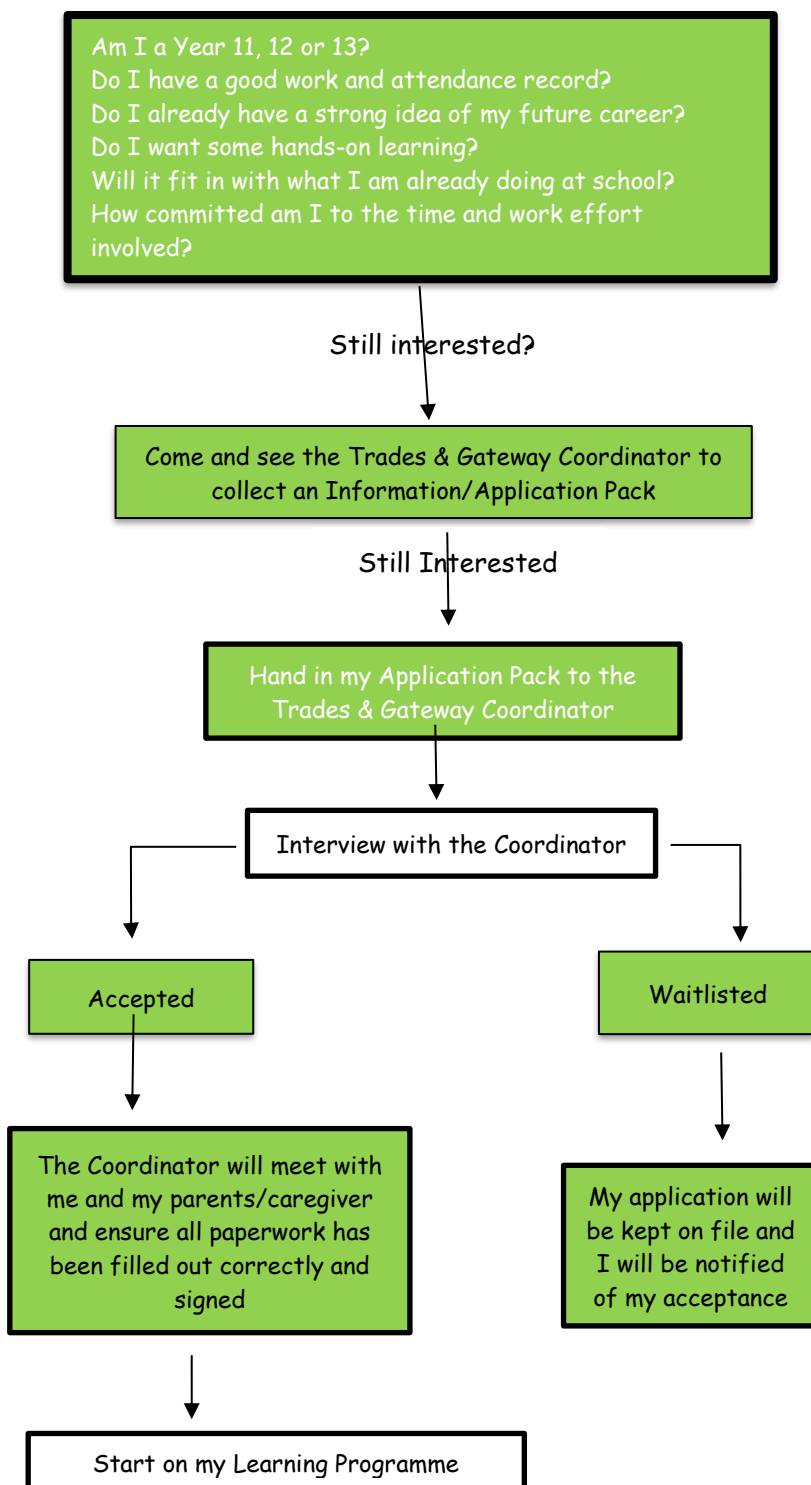 Am I a Year 11, 12 or 13?
Do I have a good work and attendance record?
Do I already have a strong idea of my future career?
Do I want some hands-on learning?
Will it fit in with what I am already doing at school?
How committed am I to the time and work effort
involved?
Still interested?
Come and see the Trades & Gateway Coordinator to
collect an Information/Application Pack
Still Interested
Hand in my Application Pack to the
Trades & Gateway Coordinator
Interview with the Coordinator
Accepted
Waitlisted
The Coordinator will meet with
me and my parents/caregiver
and ensure all paperwork has
been filled out correctly and
signed
My application will
be kept on file and
I will be notified
of my acceptance
Start on my Learning Programme